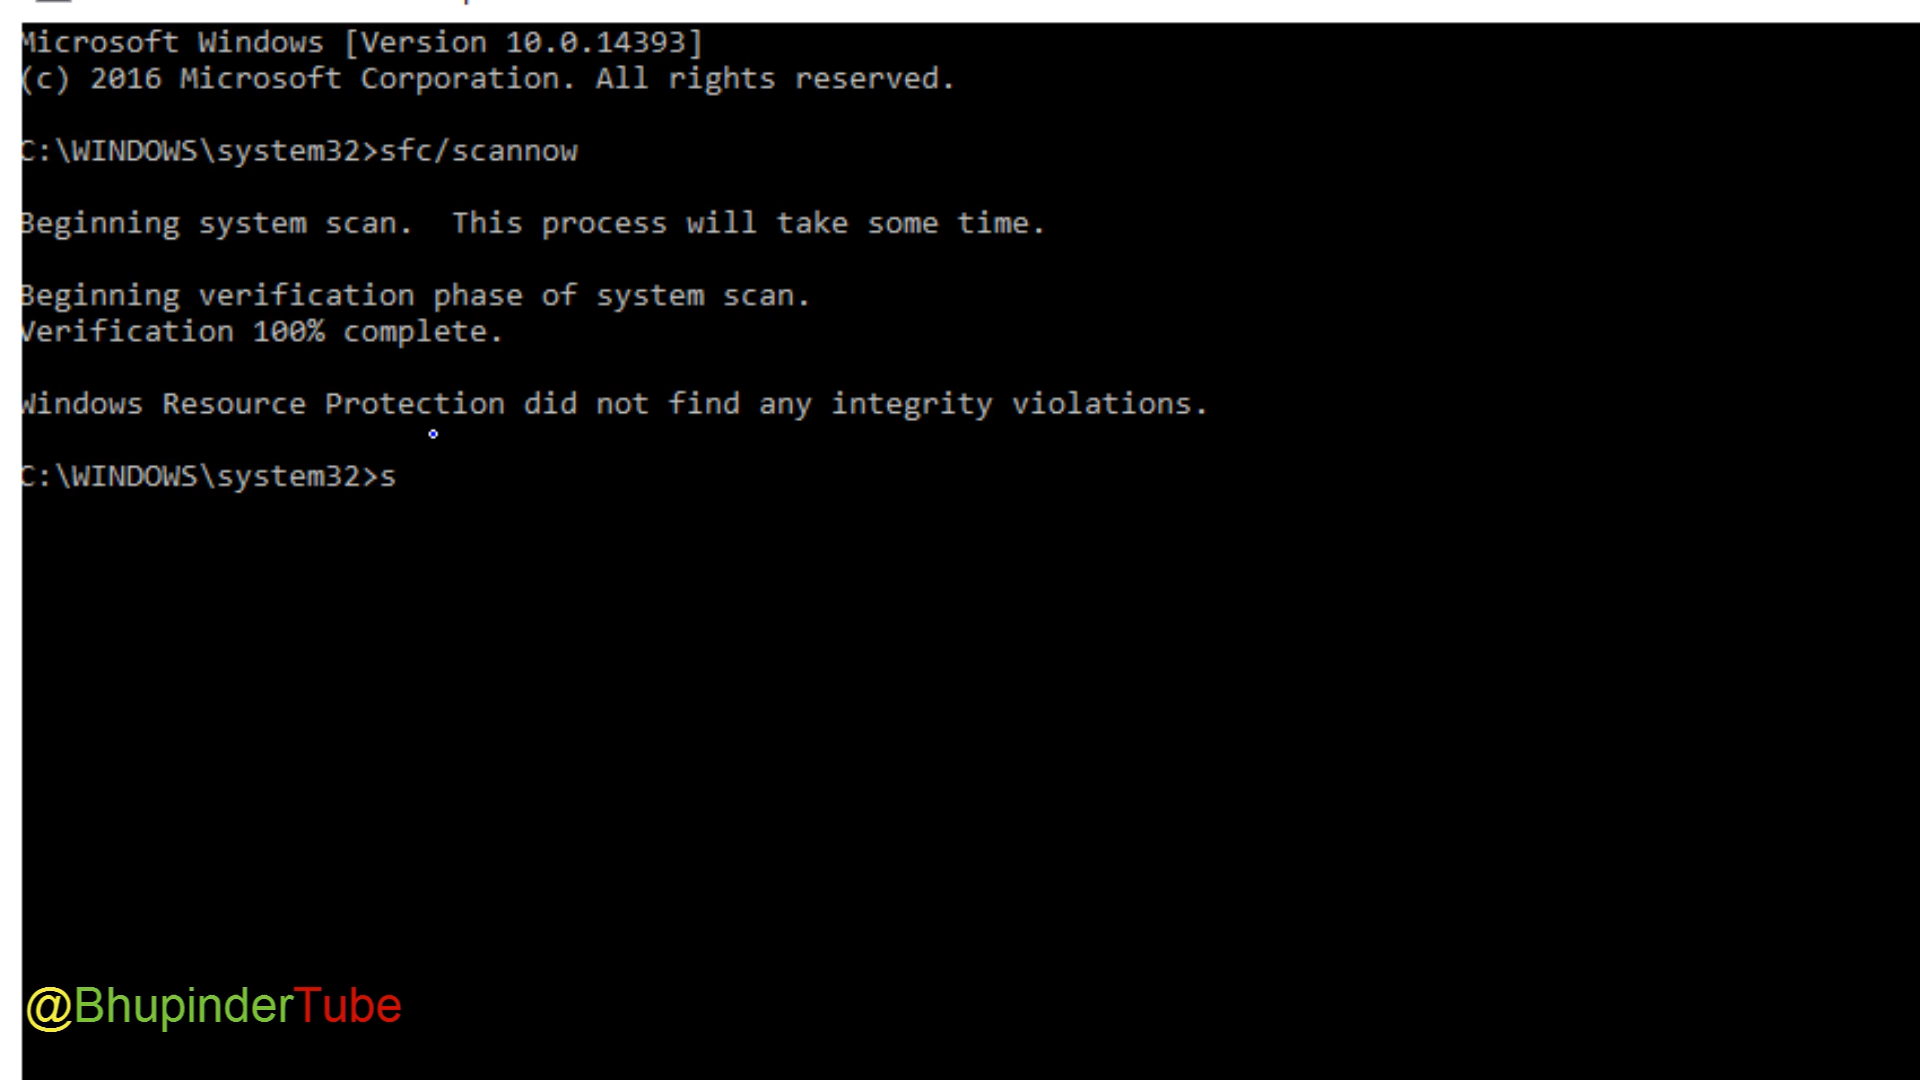 Microsoft Windows [Version 10.0.14393]
(c) 2016 Microsoft Corporation. All rights reserved.
C:\WINDOWS\system32>sfc/scannow
Beginning system scan.  This process will take some time.
Beginning verification phase of system scan.
Verification 100% complete.
Windows Resource Protection did not find any integrity violations.
C:\WINDOWS\system32>s
@BhupinderTube